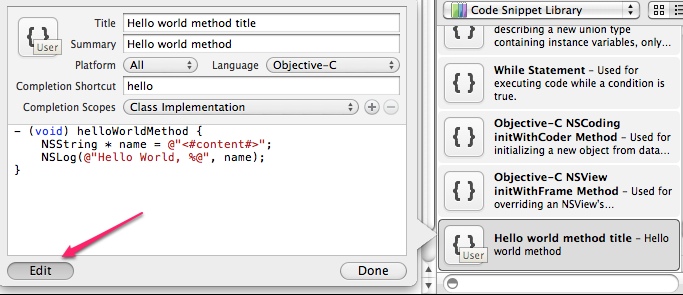 Title Hello world method title
Summary Hello world method
Platform All Language Objective-C
Completion Shortcut hello
Completion Scopes Class Implementation
{ }
User
- (void) helloWorldMethod {
NSString * name = @"<#content#>";
NSLog(@"Hello World, %@", name);
}
Edit
Done
{ } Code Snippet Library
describing a new union type
containing instance variables, only...
{ }
While Statement – Used for
executing code while a condition is
true.
{ }
Objective-C NSCoding
initWithCoder Method – Used for
initializing a new object from data...
{ }
Objective-C NSView
initWithFrame Method – Used for
overriding an NSView's...
{ }
User
Hello world method title – Hello
world method